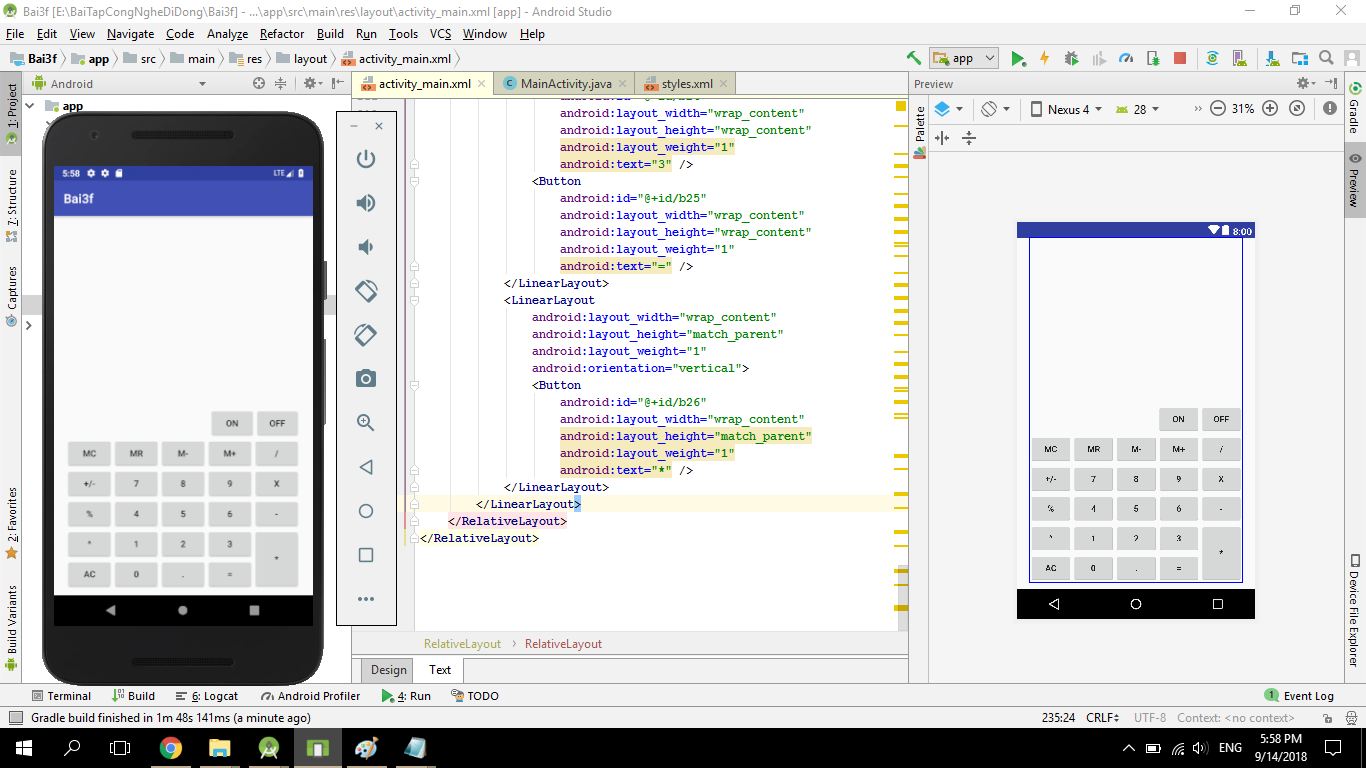 Bai3f [E:\BaiTapCongNgheDiDong\Bai3f] - ...\app\src\main\res\layout\activity_main.xml [app] - Android Studio
File Edit View Navigate Code Analyze Refactor Build Run Tools VCS Window Help
Bai3f app src main res layout activity_main.xml app
Android
activity_main.xml MainActivity.java styles.xml
Preview
1: Project
7: Structure
Captures
2: Favorites
Build Variants
app
5:58 LTE
Bai3f
ON OFF
MC MR M- M+ /
+/- 7 8 9 X
% 4 5 6 -
1 2 3
*
AC 0 . =
android:layout_width="wrap_content"
android:layout_height="wrap_content"
android:layout_weight="1"
android:text="3" />
<Button
android:id="@+id/b25"
android:layout_width="wrap_content"
android:layout_height="wrap_content"
android:layout_weight="1"
android:text="=" />
</LinearLayout>
<LinearLayout
android:layout_width="wrap_content"
android:layout_height="match_parent"
android:layout_weight="1"
android:orientation="vertical">
<Button
android:id="@+id/b26"
android:layout_width="wrap_content"
android:layout_height="match_parent"
android:layout_weight="1"
android:text="*" />
</LinearLayout>
</LinearLayout>
</RelativeLayout>
</RelativeLayout>
RelativeLayout RelativeLayout
Design Text
Palette
Nexus 4 28 31%
8:00
ON OFF
MC MR M- M+ /
+/- 7 8 9 X
% 4 5 6 -
1 2 3
*
AC 0 . =
Gradle
Preview
Device File Explorer
Terminal Build 6: Logcat Android Profiler 4: Run TODO 1 Event Log
Gradle build finished in 1m 48s 141ms (a minute ago) 235:24 CRLF UTF-8 Context: <no context>
ENG 5:58 PM
9/14/2018